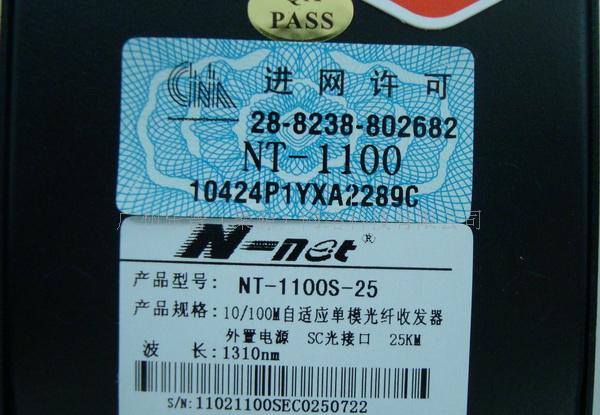 PASS
CNA
进网许可
28-8238-802682
NT-1100
10424P1YXA2289C
N-net ®
产品型号: NT-1100S-25
产品规格: 10/100M自适应单模光纤收发器
外置电源 SC光接口 25KM
波 长: 1310nm
S/N: 11021100SEC0250722